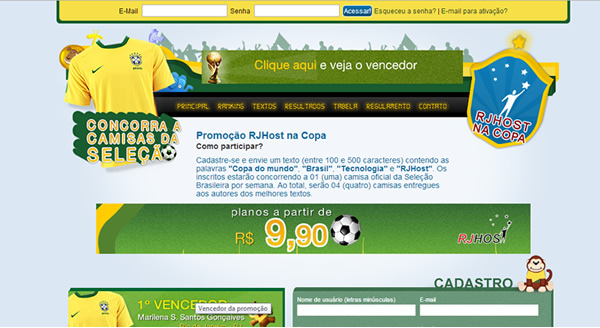 E-Mail Senha Acessar! Esqueceu a senha? | E-mail para ativação?
Clique aqui e veja o vencedor
PRINCIPAL RANKING TEXTOS RESULTADOS TABELA REGULAMENTO CONTATO
CONCORRA A
CAMISAS DA
SELEÇÃO
RJHOST
NA COPA
Promoção RJHost na Copa
Como participar?
Cadastre-se e envie um texto (entre 100 e 500 caracteres) contendo as
palavras "Copa do mundo", "Brasil", "Tecnologia" e "RJHost". Os
inscritos estarão concorrendo a 01 (uma) camisa oficial da Seleção
Brasileira por semana. Ao total, serão 04 (quatro) camisas entregues
aos autores dos melhores textos.
planos a partir de
R$ 9,90
RJHOST
CADASTRO
1º VENCEDOR
Vencedor da promoção
Marilena S. Santos Gonçalves
Nome de usuário (letras minúsculas) E-mail